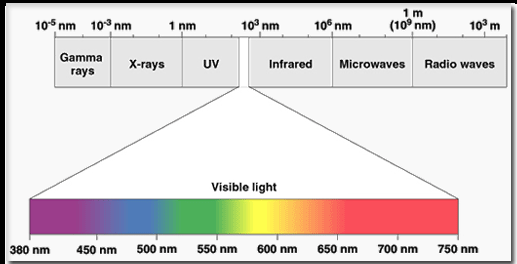 1 m
10⁻⁵ nm 10⁻³ nm 1 nm 10³ nm 10⁶ nm (10⁹ nm) 10³ m
Gamma rays X-rays UV Infrared Microwaves Radio waves
Visible light
380 nm 450 nm 500 nm 550 nm 600 nm 650 nm 700 nm 750 nm